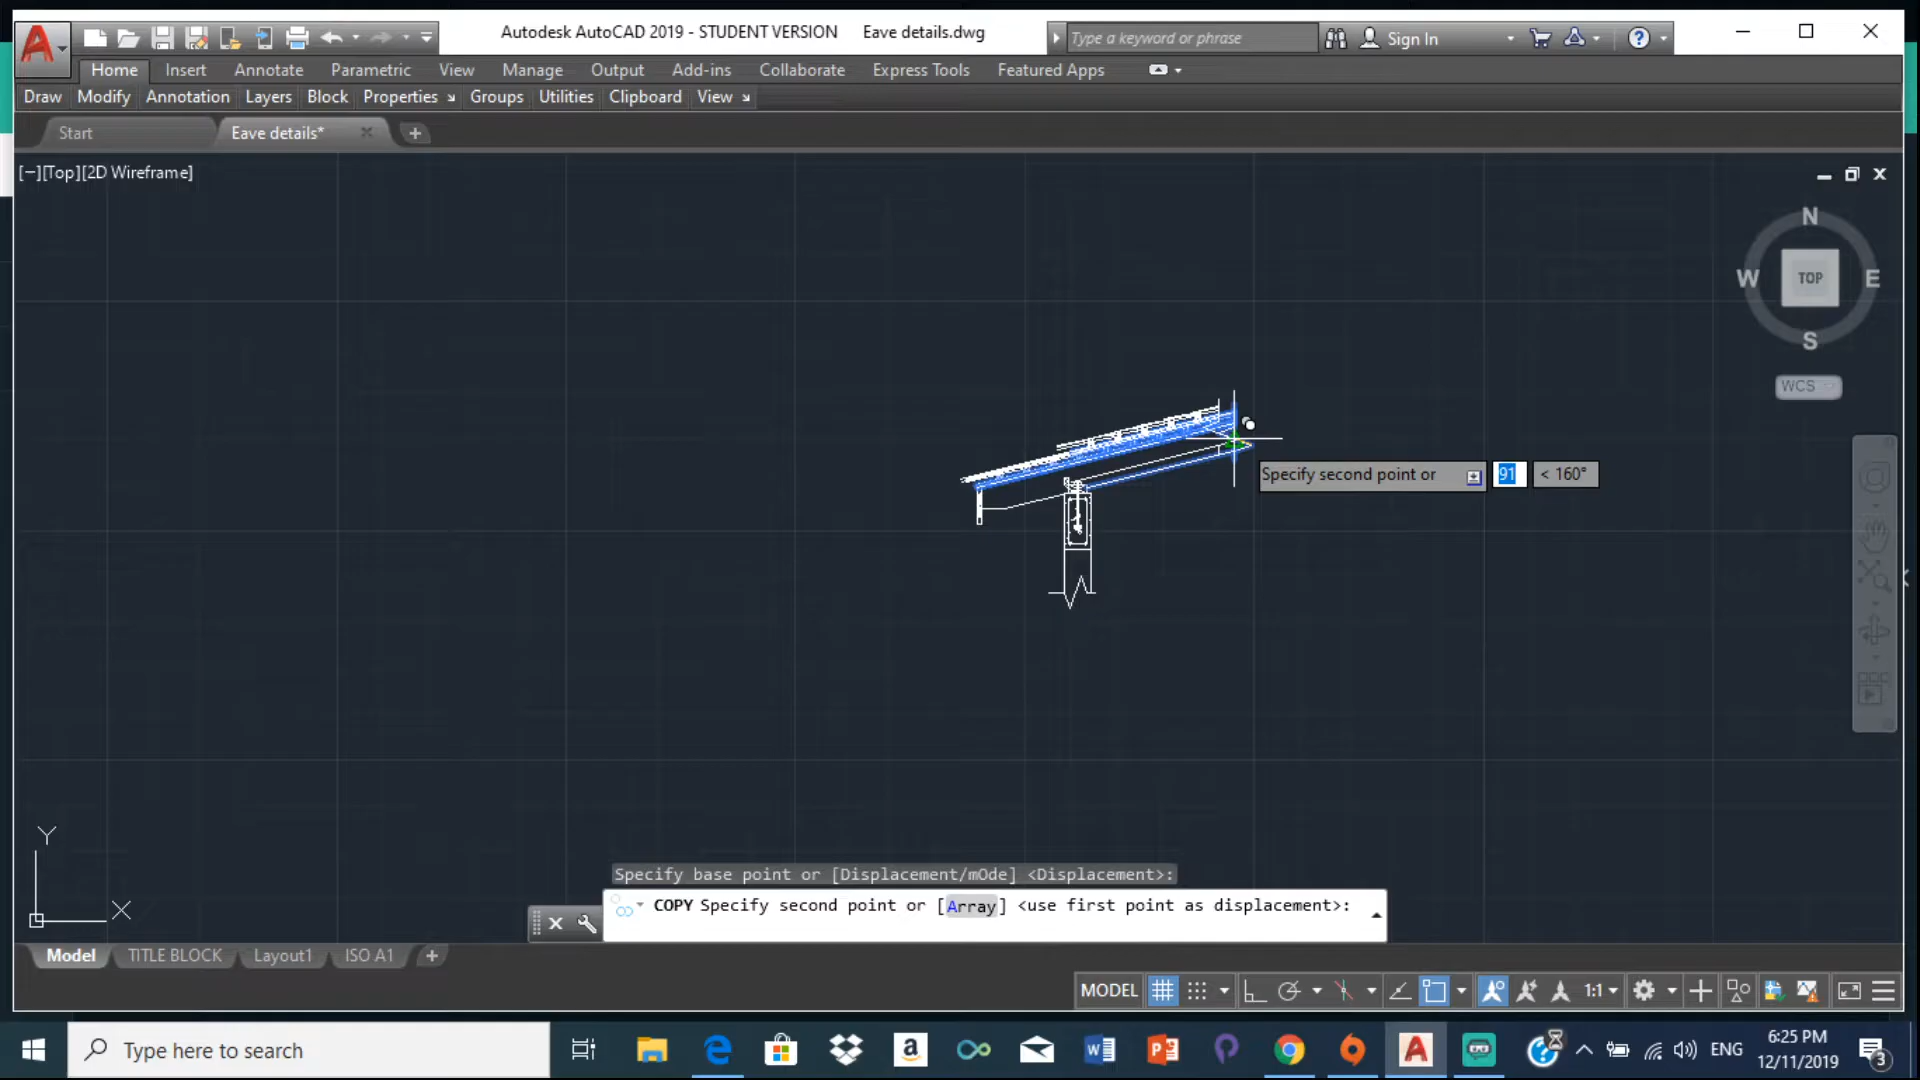 Autodesk AutoCAD 2019 - STUDENT VERSION Eave details.dwg
Type a keyword or phrase
Sign In
Home Insert Annotate Parametric View Manage Output Add-ins Collaborate Express Tools Featured Apps
Draw Modify Annotation Layers Block Properties Groups Utilities Clipboard View
Start Eave details*
[−][Top][2D Wireframe]
N
W TOP E
S
WCS
Specify second point or 91 < 160°
Y
X
Specify base point or [Displacement/mOde] <Displacement>:
COPY Specify second point or [Array] <use first point as displacement>:
Model TITLE BLOCK Layout1 ISO A1
MODEL 1:1
Type here to search
ENG
6:25 PM
12/11/2019
3